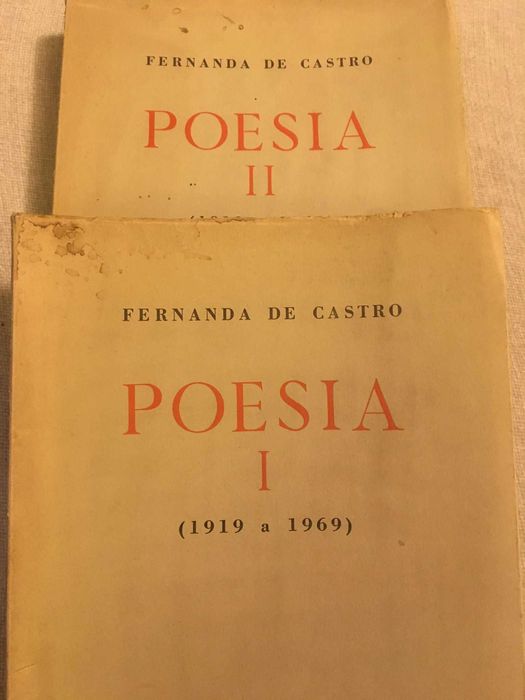 FERNANDA DE CASTRO
POESIA
II
FERNANDA DE CASTRO
POESIA
I
(1919 a 1969)